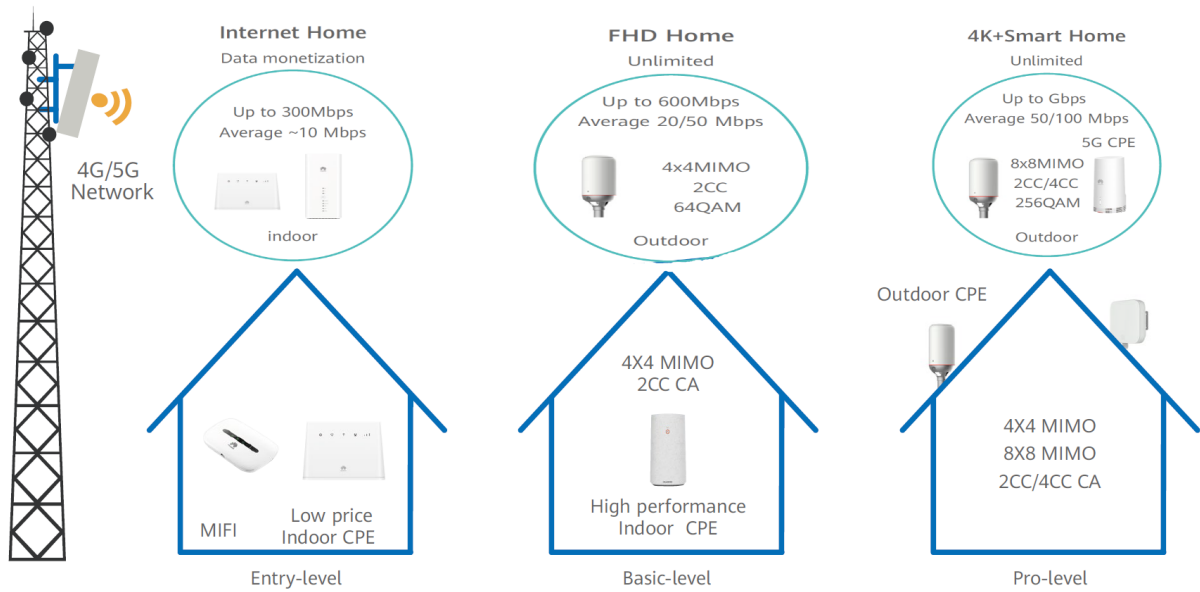 Internet Home
Data monetization
Up to 300Mbps
Average ~10 Mbps
indoor
FHD Home
Unlimited
Up to 600Mbps
Average 20/50 Mbps
4x4MIMO
2CC
64QAM
Outdoor
4K+Smart Home
Unlimited
Up to Gbps
Average 50/100 Mbps
5G CPE
8x8MIMO
2CC/4CC
256QAM
Outdoor
4G/5G
Network
MIFI
Low price
Indoor CPE
Entry-level
4X4 MIMO
2CC CA
High performance
Indoor CPE
Basic-level
Outdoor CPE
4X4 MIMO
8X8 MIMO
2CC/4CC CA
Pro-level